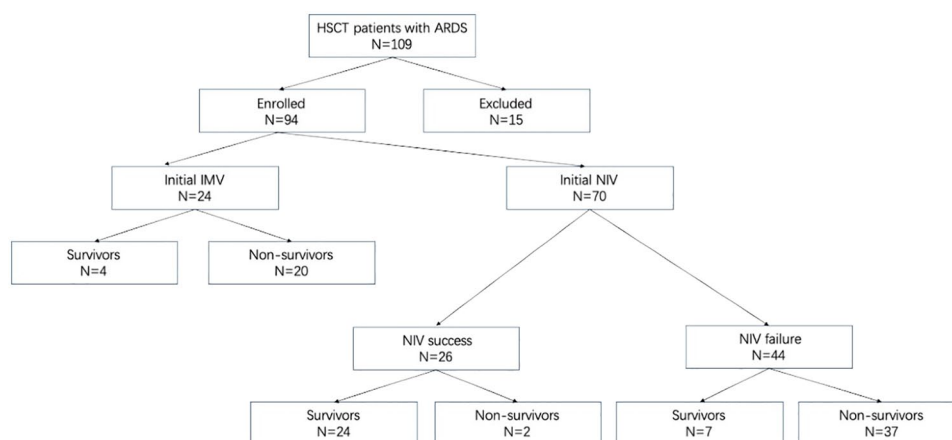 HSCT patients with ARDS
N=109
Enrolled
N=94
Excluded
N=15
Initial IMV
N=24
Initial NIV
N=70
Survivors
N=4
Non-survivors
N=20
NIV success
N=26
NIV failure
N=44
Survivors
N=24
Non-survivors
N=2
Survivors
N=7
Non-survivors
N=37